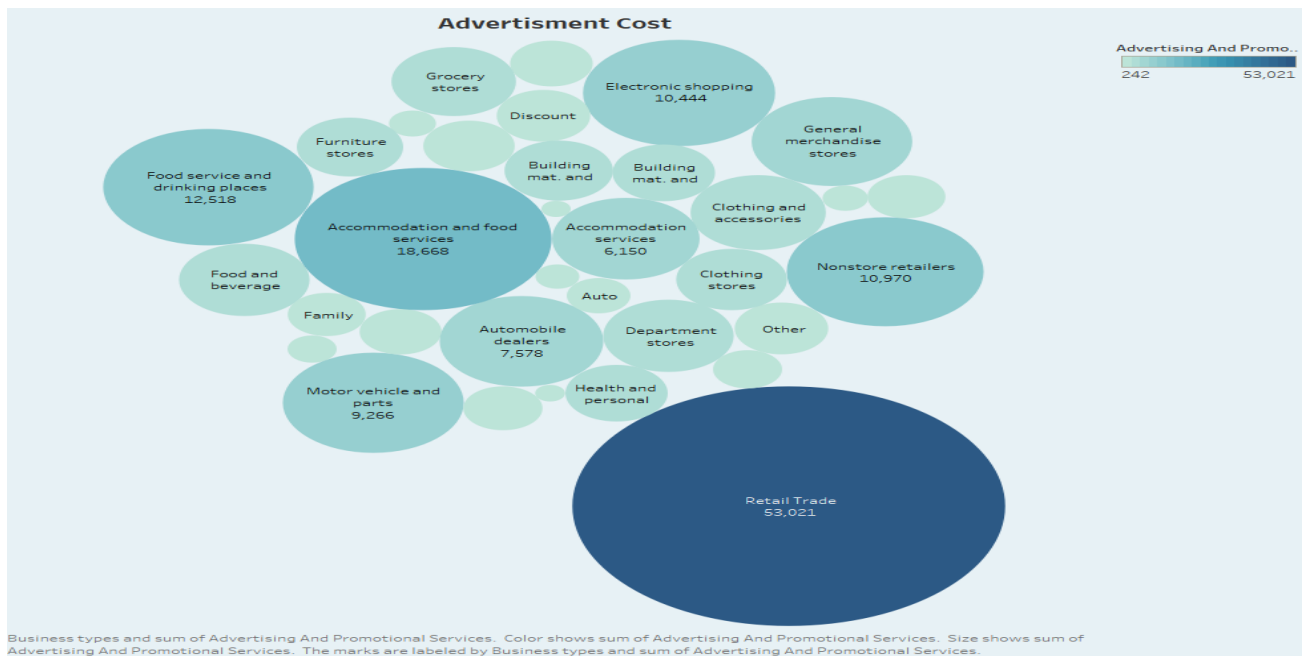 Advertisment Cost
Advertising And Promo..
242 53,021
Grocery
stores
Electronic shopping
10,444
Discount
General
merchandise
stores
Furniture
stores
Building
mat. and
Building
mat. and
Food service and
drinking places
12,518
Clothing and
accessories
Accommodation and food
services
18,668
Accommodation
services
6,150
Food and
beverage
Clothing
stores
Nonstore retailers
10,970
Auto
Family
Automobile
dealers
7,578
Department
stores
Other
Motor vehicle and
parts
9,266
Health and
personal
Retail Trade
53,021
Business types and sum of Advertising And Promotional Services.  Color shows sum of Advertising And Promotional Services.  Size shows sum of
Advertising And Promotional Services.  The marks are labeled by Business types and sum of Advertising And Promotional Services.